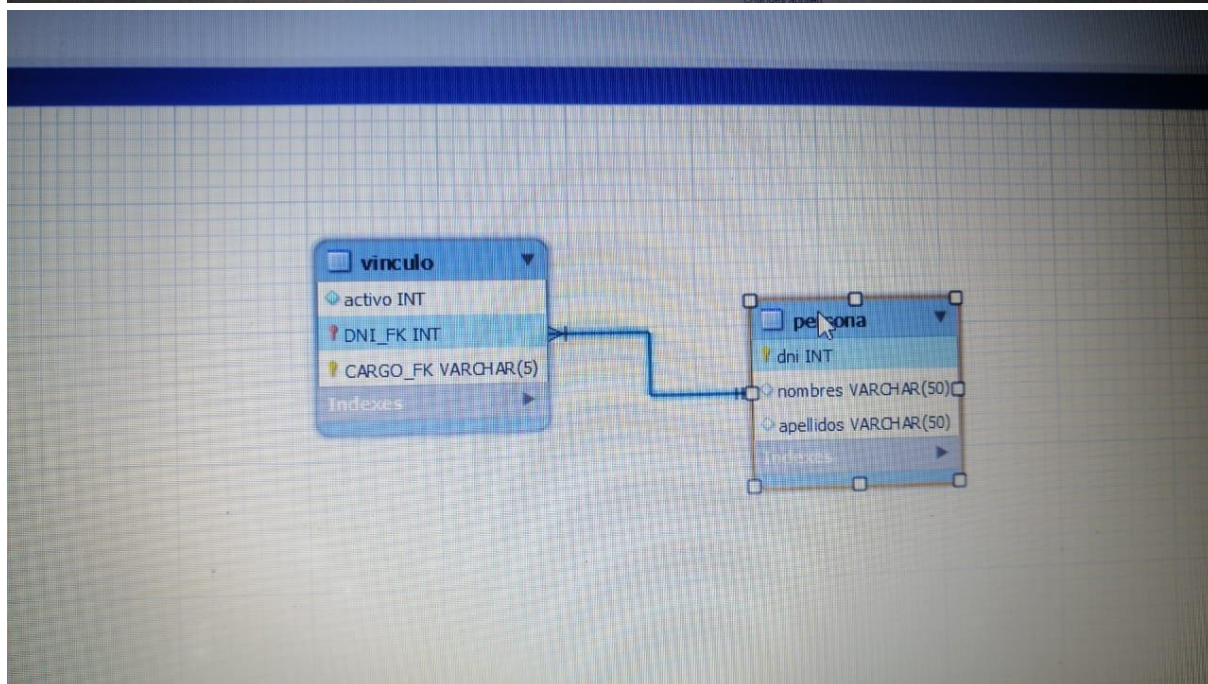 vinculo
activo INT
DNI_FK INT
CARGO_FK VARCHAR(5)
Indexes
persona
dni INT
nombres VARCHAR(50)
apellidos VARCHAR(50)
Indexes